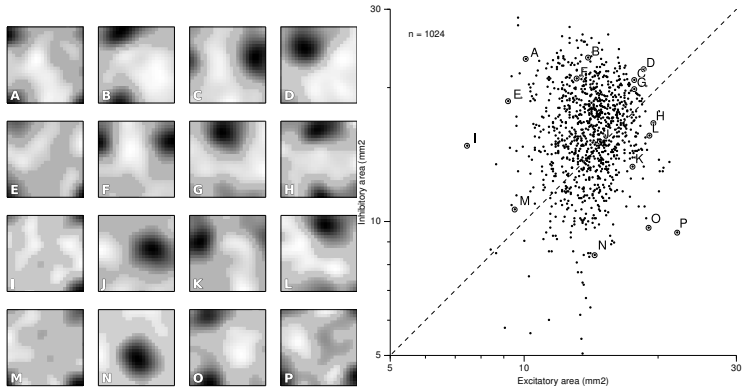 A
B
C
D
E
F
G
H
I
J
K
L
M
N
O
P
30
n = 1024
A
B
D
F
C
G
E
H
L
J
I
K
M
O
P
N
10
5
Inhibitory area (mm2
5
10
30
Excitatory area (mm2)